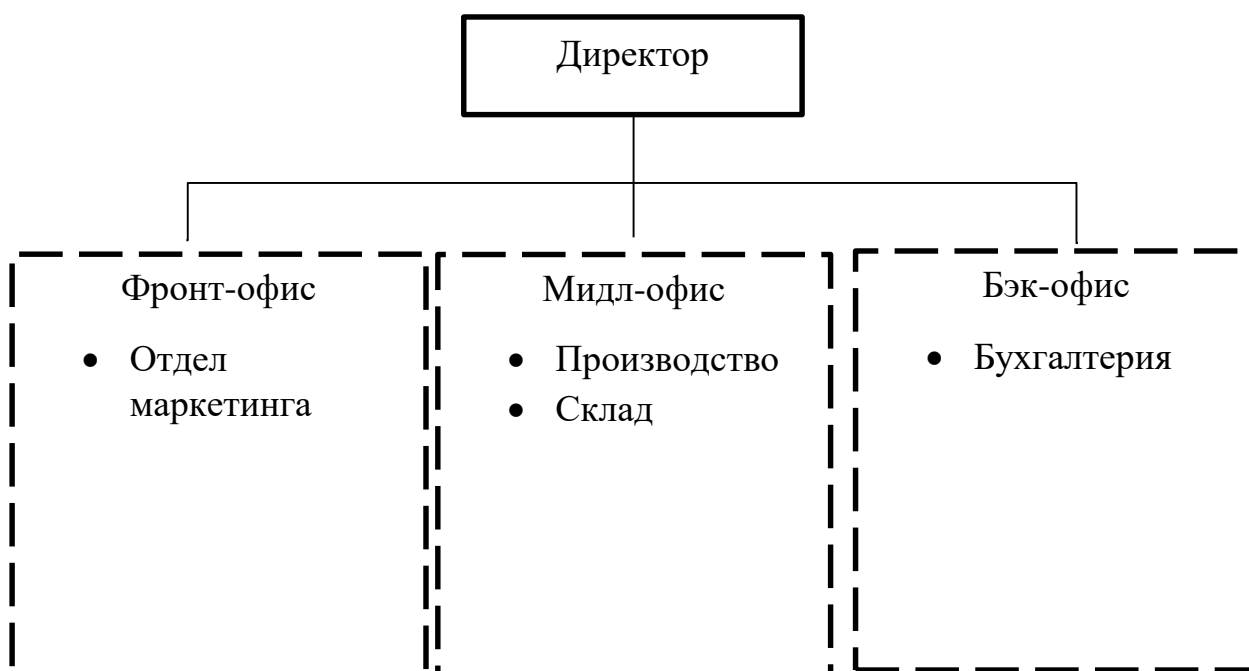 Директор
Фронт-офис
• Отдел
маркетинга
Мидл-офис
• Производство
• Склад
Бэк-офис
• Бухгалтерия